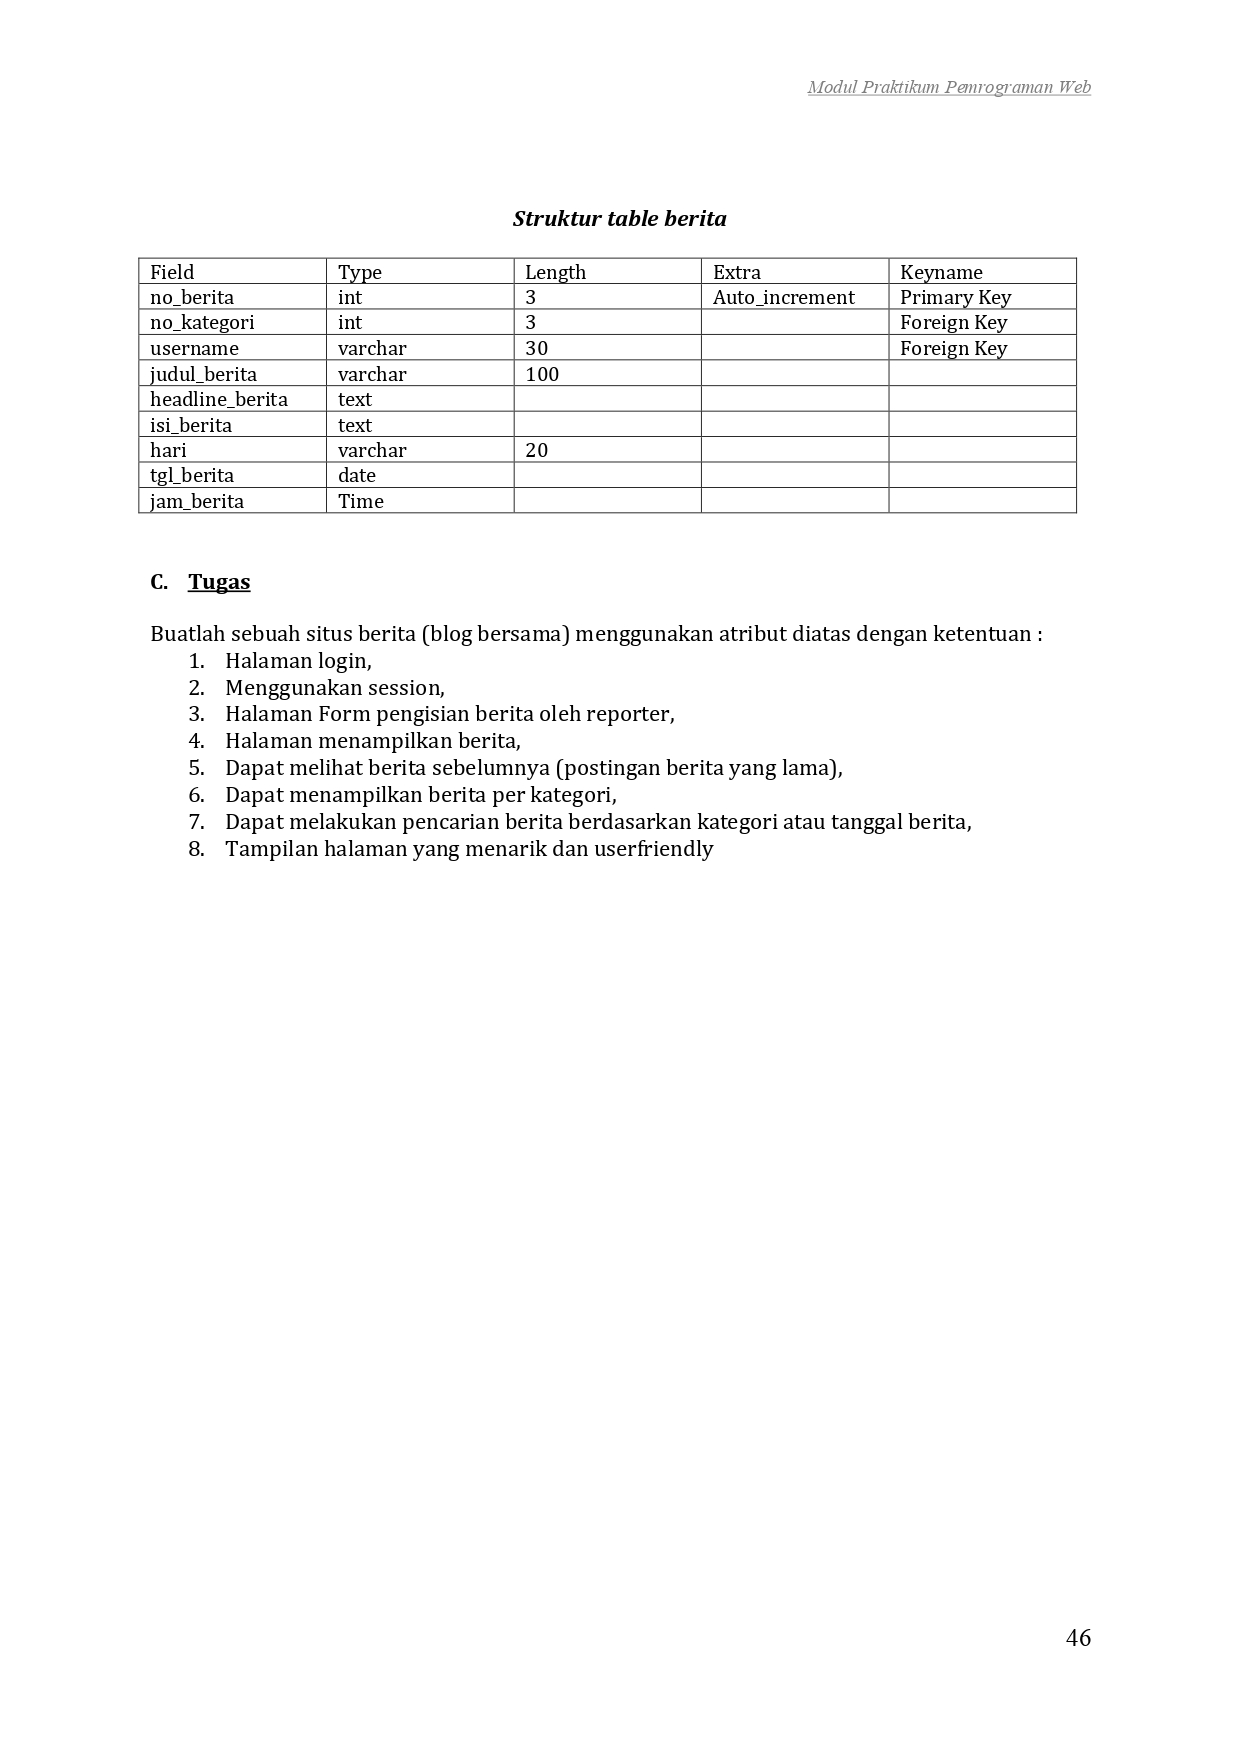 Modul Praktikum Pemrograman Web
Struktur table berita
Field Type Length Extra Keyname
no_berita int 3 Auto_increment Primary Key
no_kategori int 3 Foreign Key
username varchar 30 Foreign Key
judul_berita varchar 100
headline_berita text
isi_berita text
hari varchar 20
tgl_berita date
jam_berita Time
C. Tugas
Buatlah sebuah situs berita (blog bersama) menggunakan atribut diatas dengan ketentuan :
1. Halaman login,
2. Menggunakan session,
3. Halaman Form pengisian berita oleh reporter,
4. Halaman menampilkan berita,
5. Dapat melihat berita sebelumnya (postingan berita yang lama),
6. Dapat menampilkan berita per kategori,
7. Dapat melakukan pencarian berita berdasarkan kategori atau tanggal berita,
8. Tampilan halaman yang menarik dan userfriendly
46